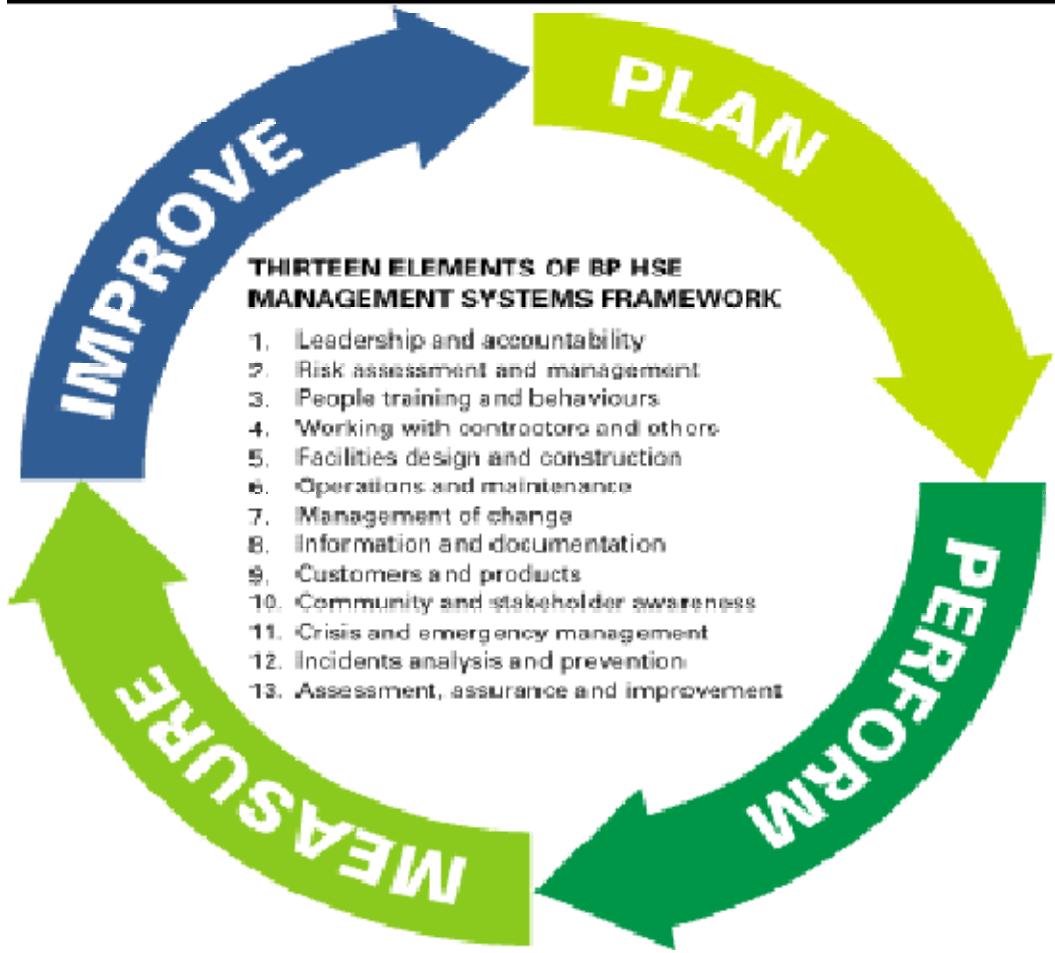 PLAN
PERFORM
MEASURE
IMPROVE
THIRTEEN ELEMENTS OF BP HSE
MANAGEMENT SYSTEMS FRAMEWORK
1. Leadership and accountability
2. Risk assessment and management
3. People training and behaviours
4. Working with contractors and others
5. Facilities design and construction
6. Operations and maintenance
7. Management of change
8. Information and documentation
9. Customers and products
10. Community and stakeholder awareness
11. Crisis and emergency management
12. Incidents analysis and prevention
13. Assessment, assurance and improvement